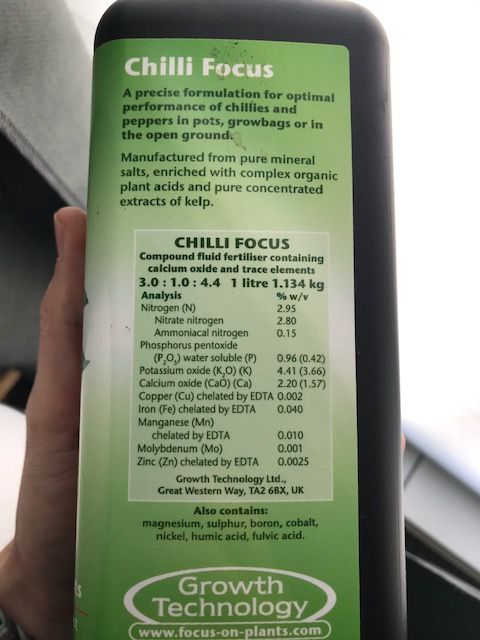 Chilli Focus
A precise formulation for optimal
performance of chillies and
peppers in pots, growbags or in
the open ground.
Manufactured from pure mineral
salts, enriched with complex organic
plant acids and pure concentrated
extracts of kelp.
CHILLI FOCUS
Compound fluid fertiliser containing
calcium oxide and trace elements
3.0 : 1.0 : 4.4 1 litre 1.134 kg
Analysis % w/v
Nitrogen (N) 2.95
Nitrate nitrogen 2.80
Ammoniacal nitrogen 0.15
Phosphorus pentoxide
(P₂O₅) water soluble (P) 0.96 (0.42)
Potassium oxide (K₂O) (K) 4.41 (3.66)
Calcium oxide (CaO) (Ca) 2.20 (1.57)
Copper (Cu) chelated by EDTA 0.002
Iron (Fe) chelated by EDTA 0.040
Manganese (Mn)
chelated by EDTA 0.010
Molybdenum (Mo) 0.001
Zinc (Zn) chelated by EDTA 0.0025
Growth Technology Ltd.,
Great Western Way, TA2 6BX, UK
Also contains:
magnesium, sulphur, boron, cobalt,
nickel, humic acid, fulvic acid.
Growth
Technology
www.focus-on-plants.com